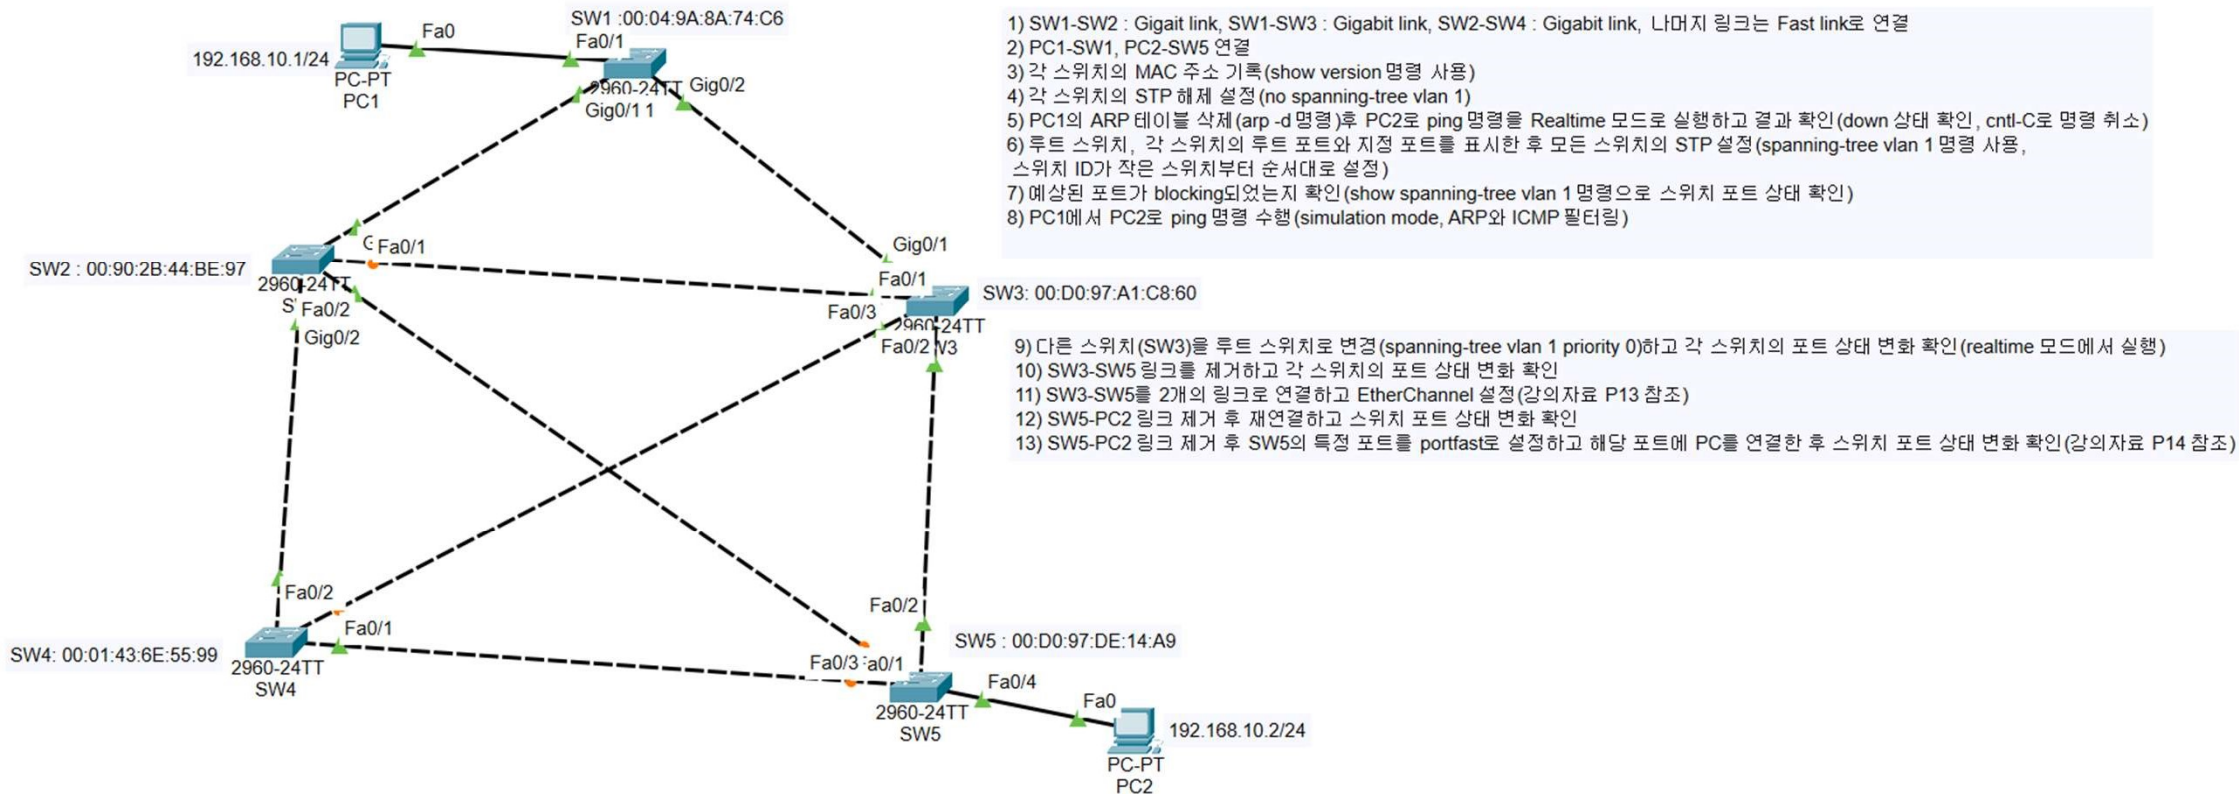 SW1 :00:04:9A:8A:74:C6
Fa0
Fa0/1
192.168.10.1/24
PC-PT
PC1
2960-24TT
Gig0/2
Gig0/1
1
1) SW1-SW2 : Gigait link, SW1-SW3 : Gigabit link, SW2-SW4 : Gigabit link, 나머지 링크는 Fast link로 연결
2) PC1-SW1, PC2-SW5 연결
3) 각 스위치의 MAC 주소 기록(show version 명령 사용)
4) 각 스위치의 STP 해제 설정(no spanning-tree vlan 1)
5) PC1의 ARP 테이블 삭제(arp -d 명령)후 PC2로 ping 명령을 Realtime 모드로 실행하고 결과 확인(down 상태 확인, cntl-C로 명령 취소)
6) 루트 스위치, 각 스위치의 루트 포트와 지정 포트를 표시한 후 모든 스위치의 STP 설정(spanning-tree vlan 1 명령 사용,
스위치 ID가 작은 스위치부터 순서대로 설정)
7) 예상된 포트가 blocking되었는지 확인(show spanning-tree vlan 1 명령으로 스위치 포트 상태 확인)
8) PC1에서 PC2로 ping 명령 수행(simulation mode, ARP와 ICMP 필터링)
SW2 : 00:90:2B:44:BE:97
G
Fa0/1
2960-24TT
S
Fa0/2
Gig0/2
Gig0/1
Fa0/1
Fa0/3
2960-24TT
Fa0/2
W3
SW3: 00:D0:97:A1:C8:60
9) 다른 스위치(SW3)을 루트 스위치로 변경(spanning-tree vlan 1 priority 0)하고 각 스위치의 포트 상태 변화 확인(realtime 모드에서 실행)
10) SW3-SW5 링크를 제거하고 각 스위치의 포트 상태 변화 확인
11) SW3-SW5를 2개의 링크로 연결하고 EtherChannel 설정(강의자료 P13 참조)
12) SW5-PC2 링크 제거 후 재연결하고 스위치 포트 상태 변화 확인
13) SW5-PC2 링크 제거 후 SW5의 특정 포트를 portfast로 설정하고 해당 포트에 PC를 연결한 후 스위치 포트 상태 변화 확인(강의자료 P14 참조)
Fa0/2
Fa0/1
SW4: 00:01:43:6E:55:99
2960-24TT
SW4
Fa0/2
SW5 : 00:D0:97:DE:14:A9
Fa0/3
Fa0/1
Fa0/4
Fa0
2960-24TT
SW5
192.168.10.2/24
PC-PT
PC2